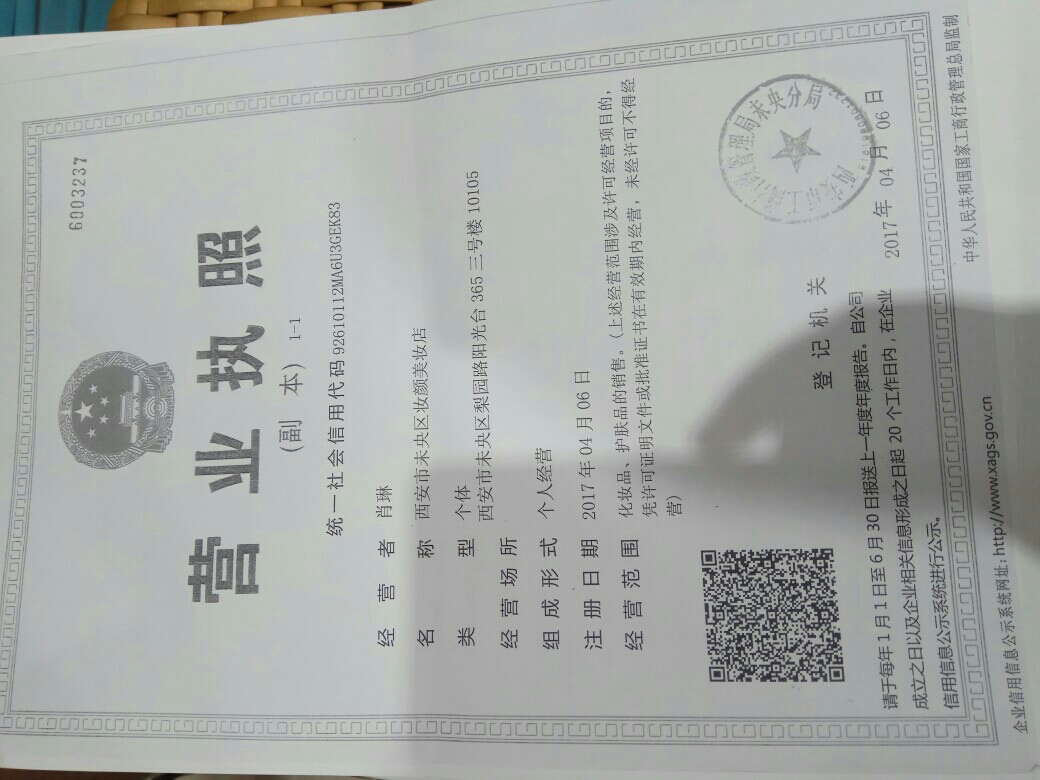 6003237
营业执照
(副 本) 1-1
统一社会信用代码 92610112MA6U3GEK83
经营者 肖琳
名称 西安市未央区妆颜美妆店
类型 个体
经营场所 西安市未央区梨园路阳光台 365 三号楼 10105
组成形式 个人经营
注册日期 2017 年 04 月 06 日
经营范围 化妆品、护肤品的销售。（上述经营范围涉及许可经营项目的，
凭许可证明文件或批准证书在有效期内经营，未经许可不得经
营）
登记机关
西安市工商行政管理局未央分局
请于每年 1 月 1 日至 6 月 30 日报送上一年度年度报告。自公司
成立之日以及企业相关信息形成之日起 20 个工作日内，在企业
信用信息公示系统进行公示。
2017 年 04 月 06 日
企业信用信息公示系统网址：http://www.xags.gov.cn
中华人民共和国国家工商行政管理总局监制